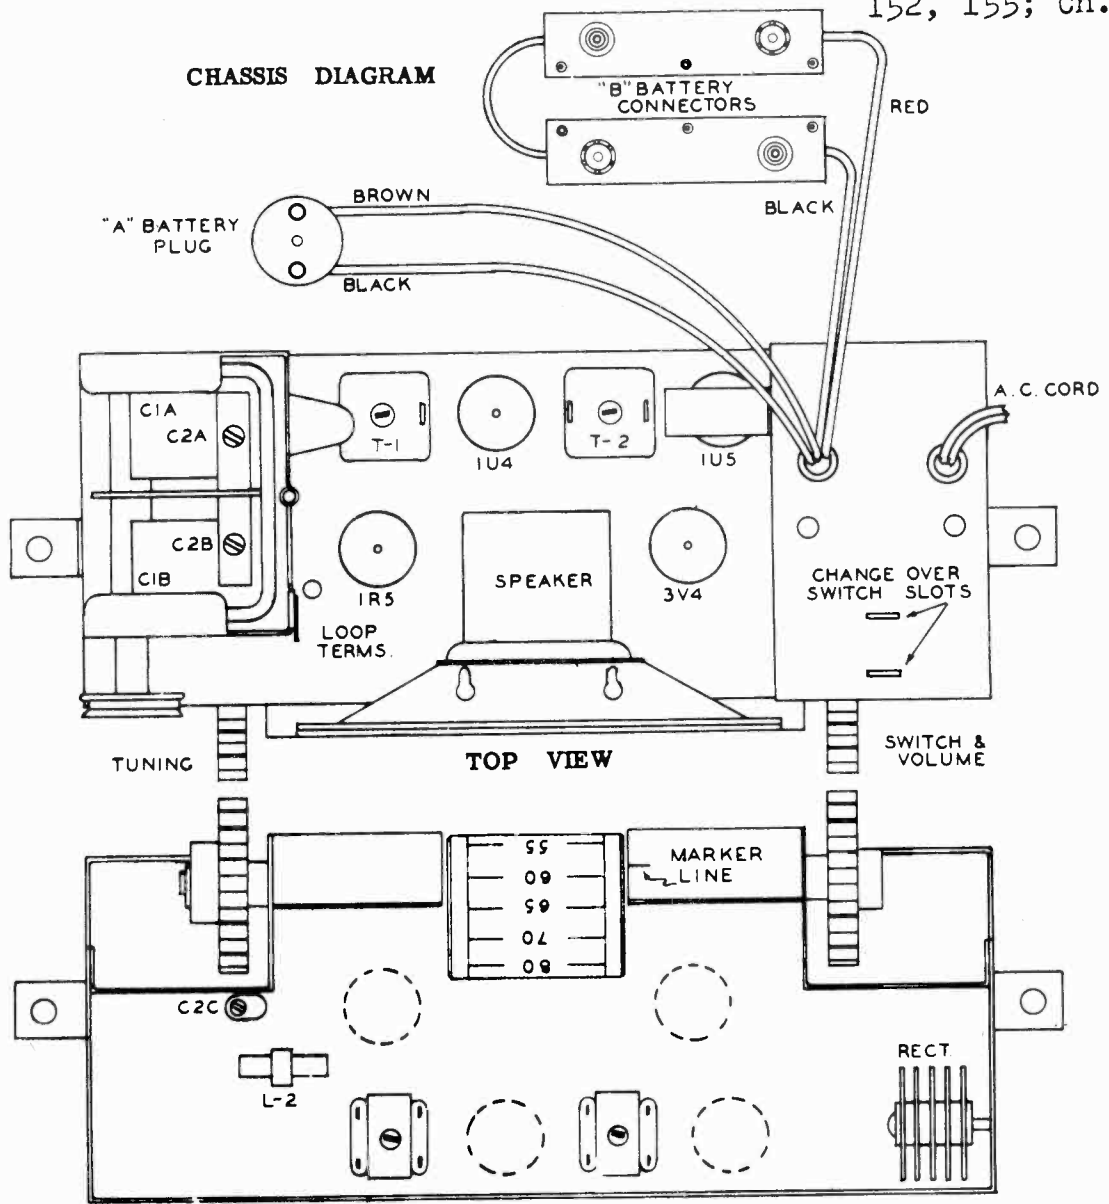 152, 155; Ch.
CHASSIS DIAGRAM
"B" BATTERY
CONNECTORS
RED
BROWN
BLACK
"A" BATTERY
PLUG
BLACK
A.C. CORD
C1A
C2A
T-1
1U4
T-2
1U5
C2B
C1B
1R5
SPEAKER
3V4
CHANGE OVER
SWITCH SLOTS
LOOP
TERMS.
TUNING
TOP VIEW
SWITCH &
VOLUME
55
60
65
70
80
MARKER
LINE
C2C
L-2
RECT.